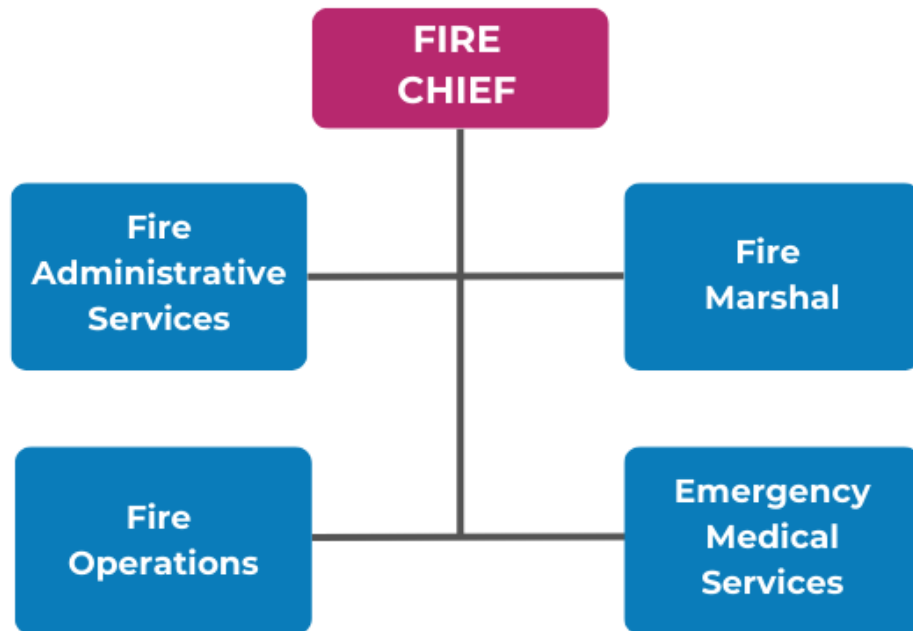 FIRE
CHIEF
Fire
Administrative
Services
Fire
Marshal
Fire
Operations
Emergency
Medical
Services